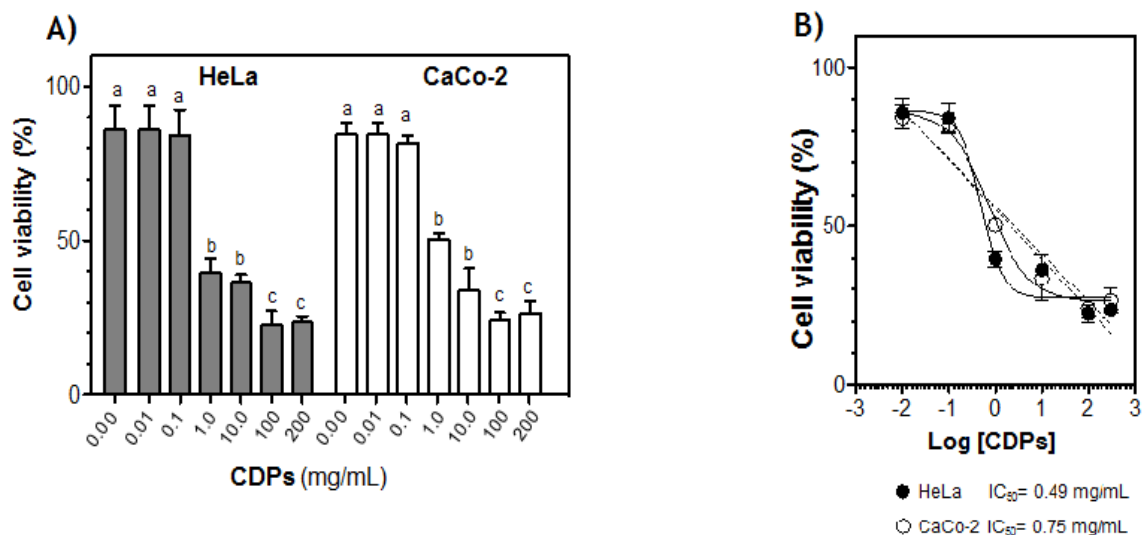 A)
HeLa CaCo-2
a a a b b c c a a a b b c c
Cell viability (%)
100
50
0
0.00 0.01 0.1 1.0 10.0 100 200 0.00 0.01 0.1 1.0 10.0 100 200
CDPs (mg/mL)
B)
Cell viability (%)
100
50
0
-3 -2 -1 0 1 2 3
Log [CDPs]
HeLa IC₅₀= 0.49 mg/mL
CaCo-2 IC₅₀= 0.75 mg/mL